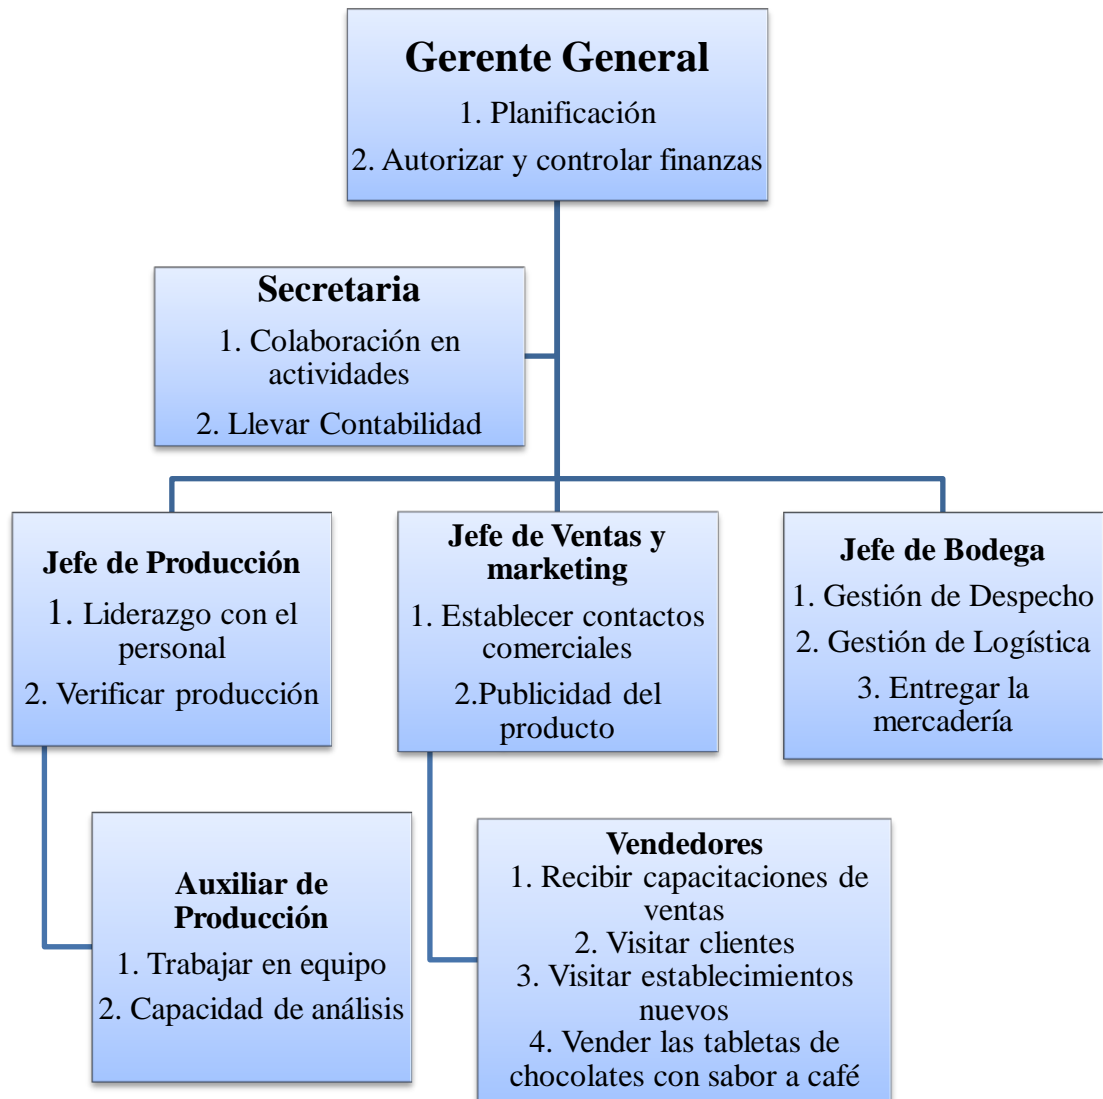 Gerente General
1. Planificación
2. Autorizar y controlar finanzas
Secretaria
1. Colaboración en
actividades
2. Llevar Contabilidad
Jefe de Producción
1. Liderazgo con el
personal
2. Verificar producción
Jefe de Ventas y
marketing
1. Establecer contactos
comerciales
2.Publicidad del
producto
Jefe de Bodega
1. Gestión de Despecho
2. Gestión de Logística
3. Entregar la
mercadería
Auxiliar de
Producción
1. Trabajar en equipo
2. Capacidad de análisis
Vendedores
1. Recibir capacitaciones de
ventas
2. Visitar clientes
3. Visitar establecimientos
nuevos
4. Vender las tabletas de
chocolates con sabor a café